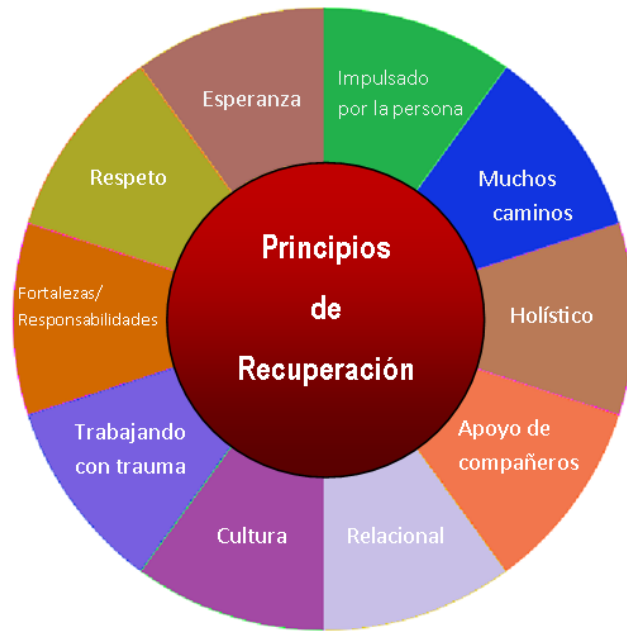 Principios
de
Recuperación
Impulsado
por la persona
Muchos
caminos
Holístico
Apoyo de
compañeros
Relacional
Cultura
Trabajando
con trauma
Fortalezas/
Responsabilidades
Respeto
Esperanza